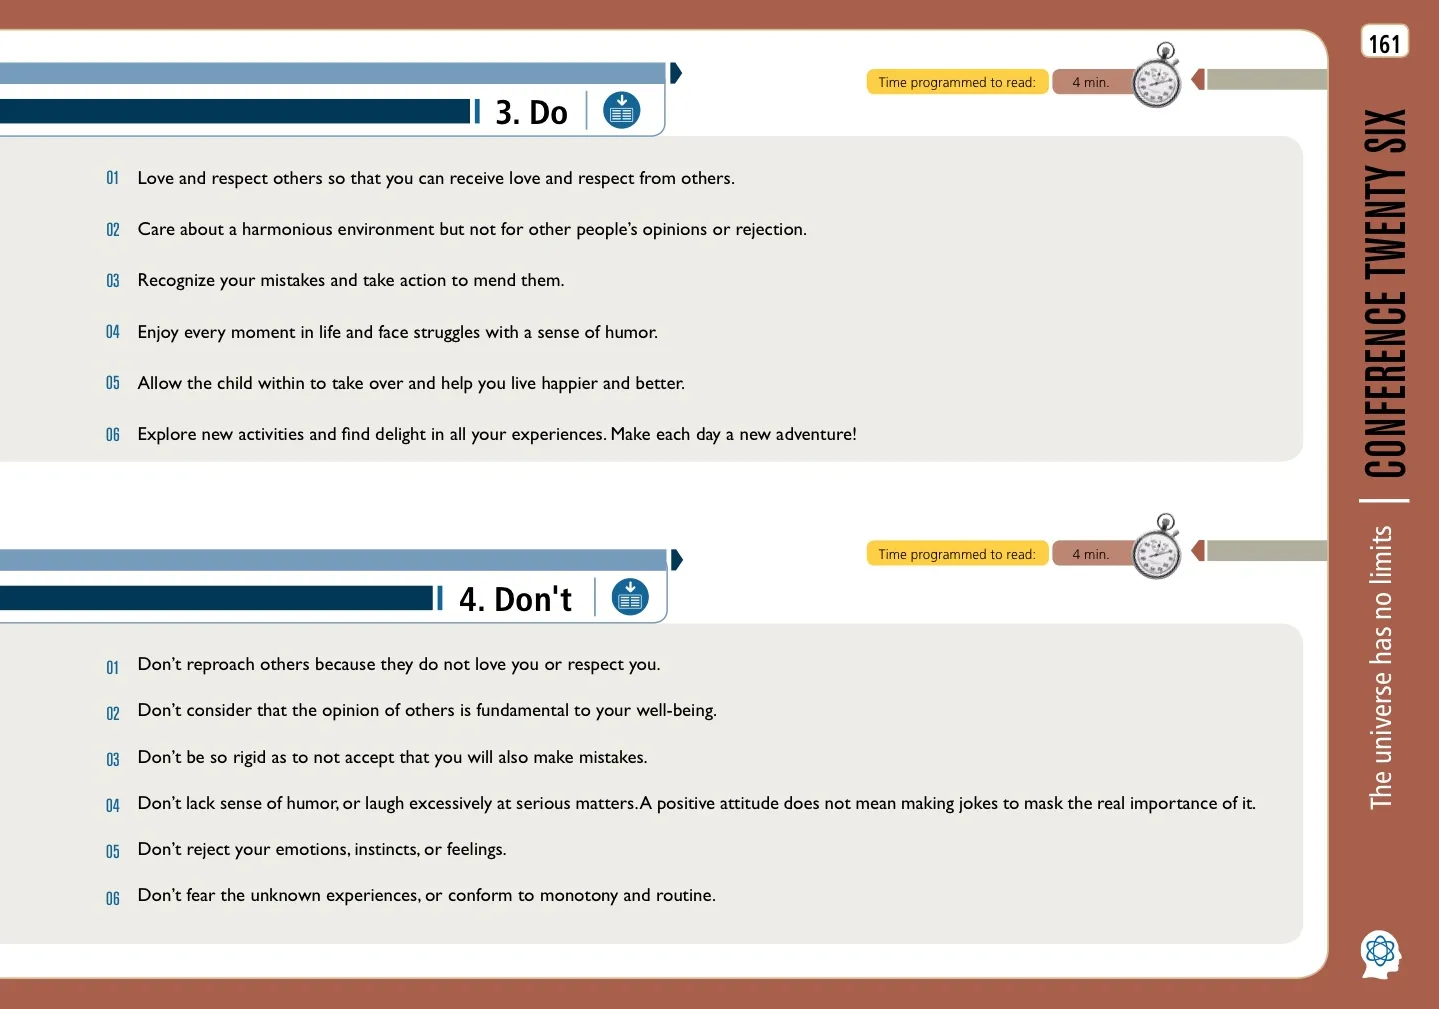 161
CONFERENCE TWENTY SIX
The universe has no limits
Time programmed to read: 4 min.
3. Do
01 Love and respect others so that you can receive love and respect from others.
02 Care about a harmonious environment but not for other people’s opinions or rejection.
03 Recognize your mistakes and take action to mend them.
04 Enjoy every moment in life and face struggles with a sense of humor.
05 Allow the child within to take over and help you live happier and better.
06 Explore new activities and find delight in all your experiences. Make each day a new adventure!
Time programmed to read: 4 min.
4. Don't
01 Don’t reproach others because they do not love you or respect you.
02 Don’t consider that the opinion of others is fundamental to your well-being.
03 Don’t be so rigid as to not accept that you will also make mistakes.
04 Don’t lack sense of humor, or laugh excessively at serious matters. A positive attitude does not mean making jokes to mask the real importance of it.
05 Don’t reject your emotions, instincts, or feelings.
06 Don’t fear the unknown experiences, or conform to monotony and routine.